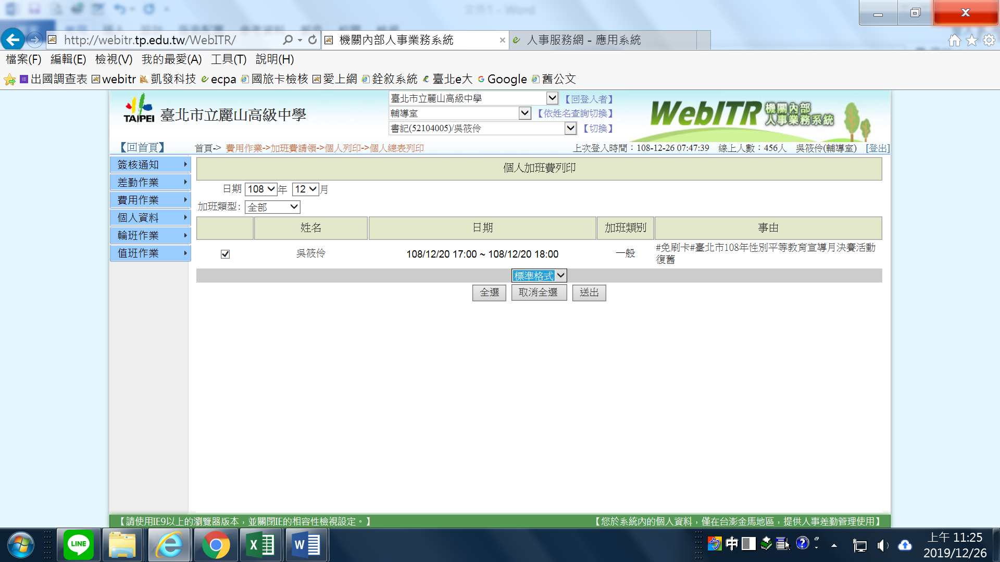 文件1 - Word
http://webitr.tp.edu.tw/WebITR/
機關內部人事業務系統
人事服務網 - 應用系統
檔案(F) 編輯(E) 檢視(V) 我的最愛(A) 工具(T) 說明(H)
出國調查表 webitr 凱發科技 ecpa 國旅卡檢核 愛上網 銓敘系統 臺北e大 Google 舊公文
TAIPEI 臺北市立麗山高級中學
臺北市立麗山高級中學 【回登入者】
輔導室 【依姓名查詢切換】
書記(52104005)/吳筱伶 【切換】
WebITR 機關內部人事業務系統
【回首頁】 首頁-> 費用作業->加班費請領->個人列印->個人總表列印 上次登入時間：108-12-26 07:47:39 線上人數：456人 吳筱伶(輔導室) [登出]
簽核通知
差勤作業
費用作業
個人資料
輪班作業
值班作業
個人加班費列印
日期 108 年 12 月
加班類型: 全部
姓名 日期 加班類別 事由
吳筱伶 108/12/20 17:00 ~ 108/12/20 18:00 一般 #免刷卡#臺北市108年性別平等教育宣導月決賽活動
復舊
標準格式
全選 取消全選 送出
【請使用IE9以上的瀏覽器版本，並關閉IE的相容性檢視設定。】 【您於系統內的個人資料，僅在台澎金馬地區，提供人事差勤管理使用】
LINE
中
上午 11:25
2019/12/26